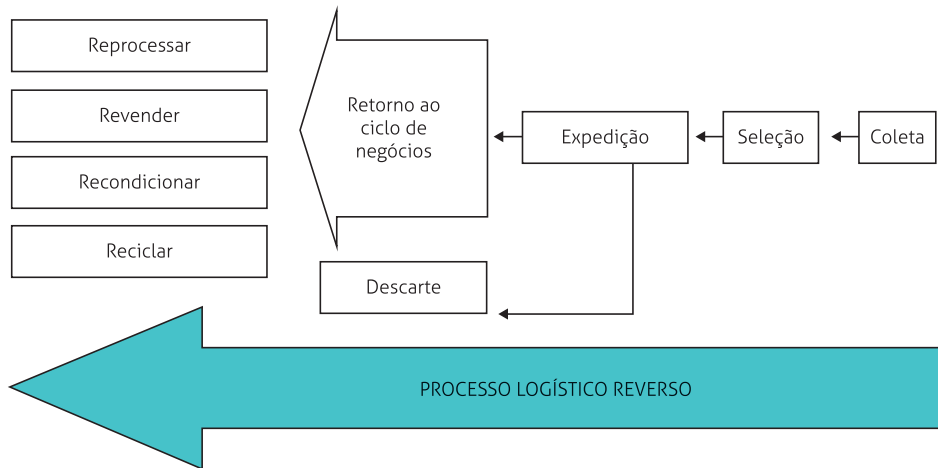 Reprocessar
Revender
Recondicionar
Reciclar
Retorno ao
ciclo de
negócios
Expedição
Seleção
Coleta
Descarte
PROCESSO LOGÍSTICO REVERSO